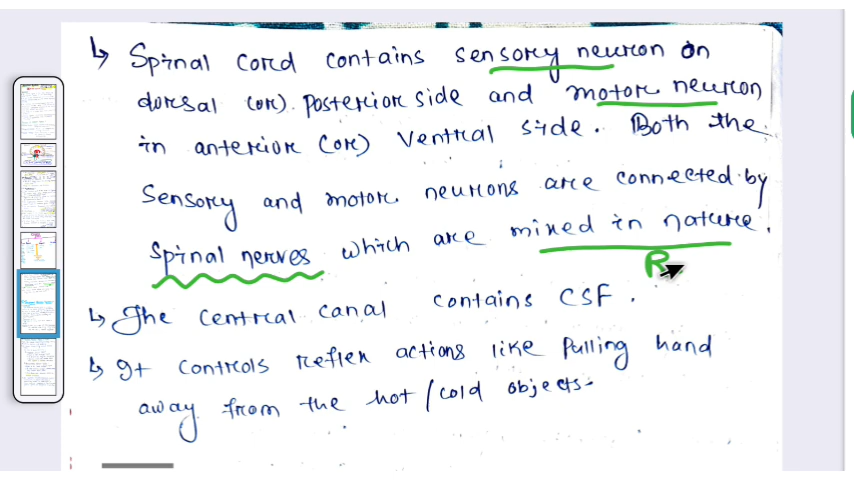 ↳ Spinal cord contains sensory neuron on
dorsal (or). Posterior side and motor neuron
in anterior (or) Ventral side. Both the
Sensory and motor neurons are connected by
Spinal nerves which are mixed in nature.
R
↳ The central canal contains CSF.
↳ It controls reflex actions like Pulling hand
away from the hot/cold objects.